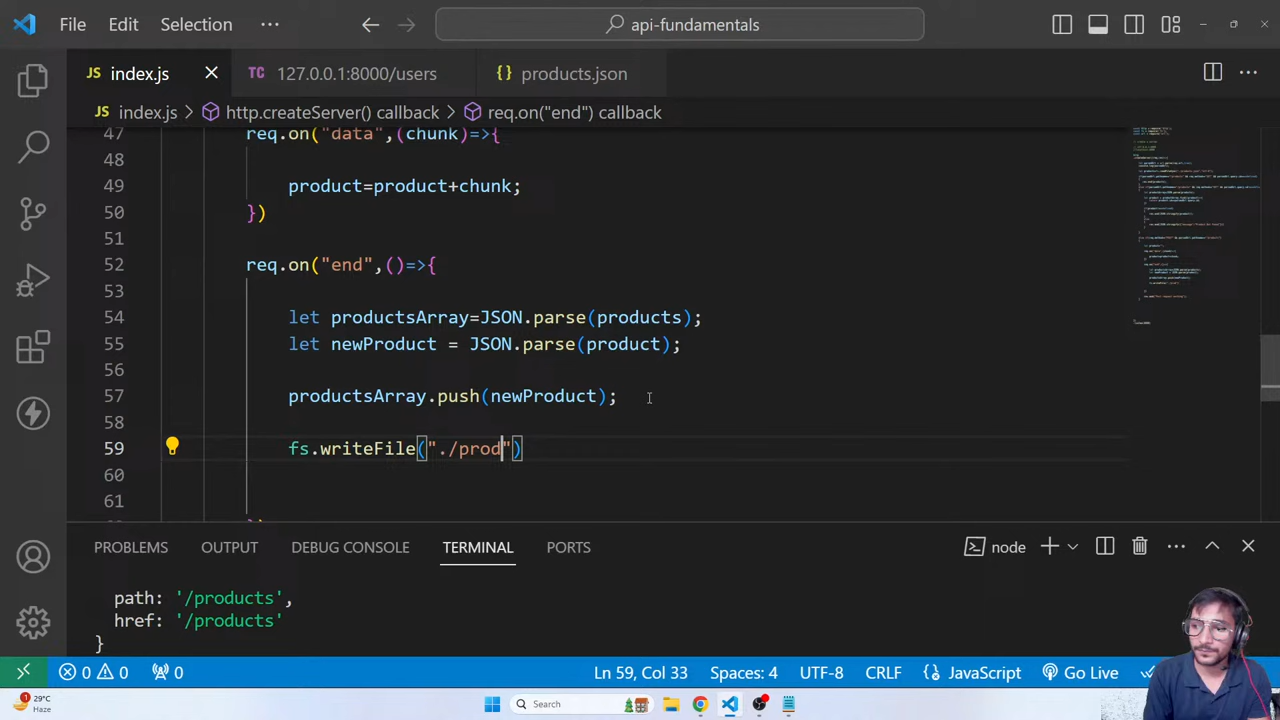 File Edit Selection ··· api-fundamentals
JS index.js 127.0.0.1:8000/users {} products.json
JS index.js > http.createServer() callback > req.on("end") callback
47 req.on("data",(chunk)=>{
48
49 product=product+chunk;
50 })
51
52 req.on("end",()=>{
53
54 let productsArray=JSON.parse(products);
55 let newProduct = JSON.parse(product);
56
57 productsArray.push(newProduct);
58
59 fs.writeFile("./prod")
60
61
PROBLEMS OUTPUT DEBUG CONSOLE TERMINAL PORTS node
path: '/products',
href: '/products'
}
0 0 0 Ln 59, Col 33 Spaces: 4 UTF-8 CRLF {} JavaScript Go Live
29°C
Haze
Search